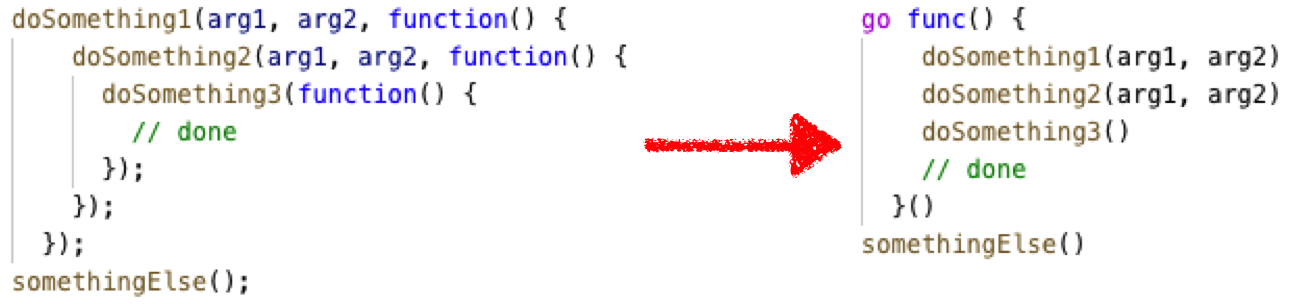 doSomething1(arg1, arg2, function() {
    doSomething2(arg1, arg2, function() {
      doSomething3(function() {
        // done
      });
    });
  });
somethingElse();
go func() {
    doSomething1(arg1, arg2)
    doSomething2(arg1, arg2)
    doSomething3()
    // done
  }()
somethingElse()